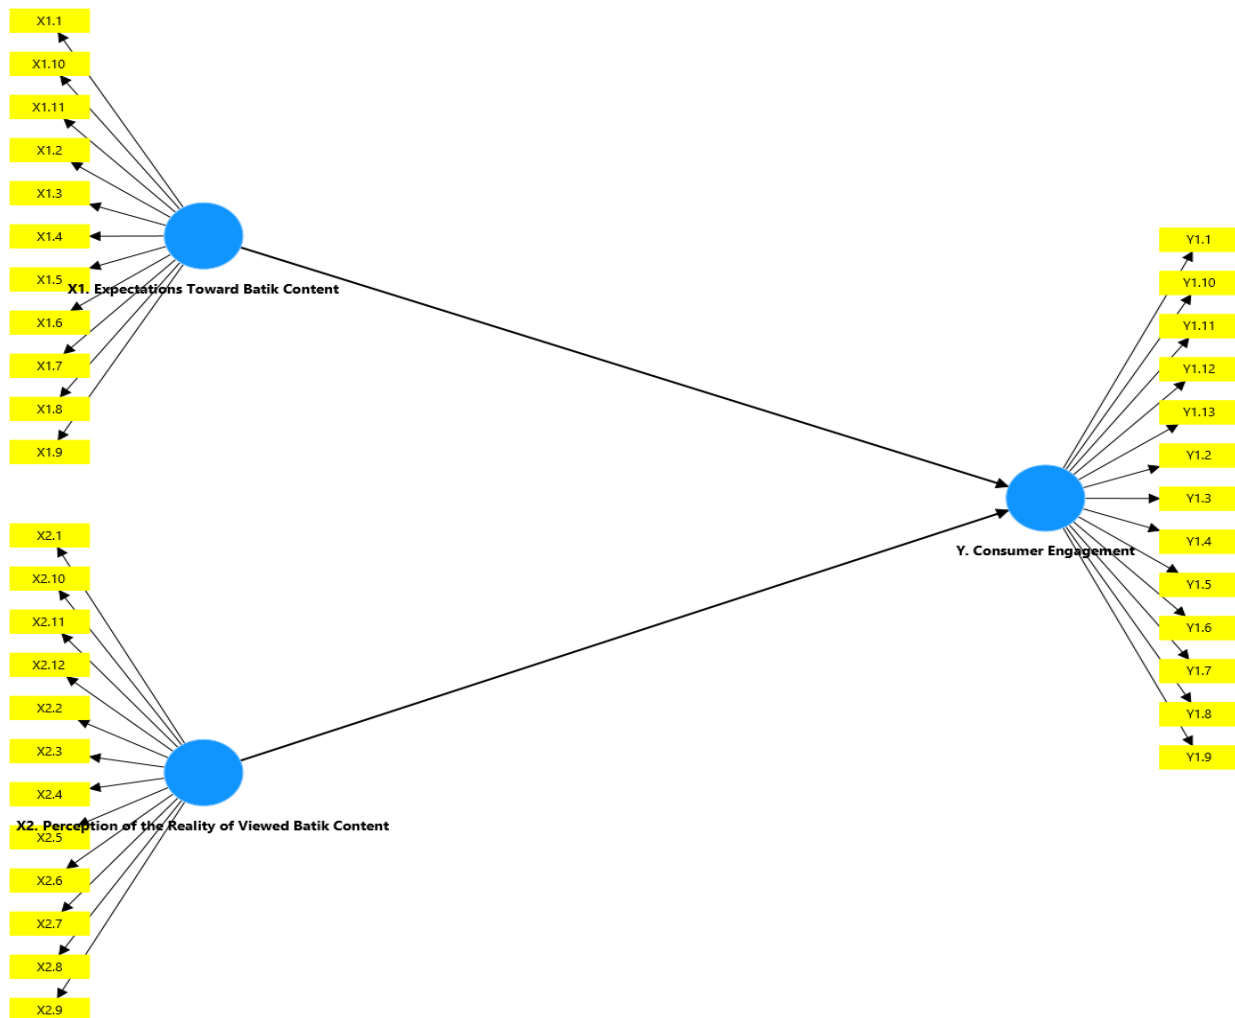 X1.1
X1.10
X1.11
X1.2
X1.3
X1.4
X1.5
X1. Expectations Toward Batik Content
X1.6
X1.7
X1.8
X1.9
X2.1
X2.10
X2.11
X2.12
X2.2
X2.3
X2.4
X2. Perception of the Reality of Viewed Batik Content
X2.5
X2.6
X2.7
X2.8
X2.9
Y1.1
Y1.10
Y1.11
Y1.12
Y1.13
Y1.2
Y1.3
Y1.4
Y. Consumer Engagement
Y1.5
Y1.6
Y1.7
Y1.8
Y1.9